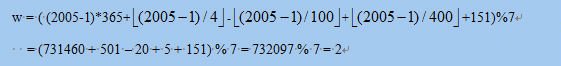 w = ( (2005-1)*365+⌊(2005−1) / 4⌋-⌊(2005−1) /100⌋+⌊(2005−1) / 400⌋+151)%7↵
= (731460 + 501 − 20 + 5 + 151) % 7 = 732097 % 7 = 2↵